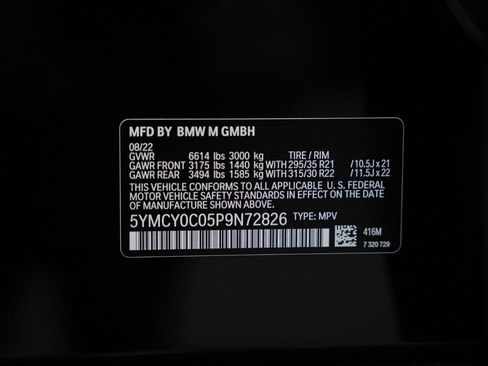 MFD BY BMW M GMBH
08/22
GVWR 6614 lbs 3000 kg TIRE / RIM
GAWR FRONT 3175 lbs 1440 kg WITH 295/35 R21 / 10.5J x 21
GAWR REAR 3494 lbs 1585 kg WITH 315/30 R22 / 11.5J x 22
THIS VEHICLE CONFORMS TO ALL APPLICABLE U. S. FEDERAL
MOTOR VEHICLE SAFETY STANDARDS IN EFFECT ON THE DATE
OF MANUFACTURE SHOWN ABOVE.
5YMCY0C05P9N72826 TYPE: MPV
416M
7 320 729